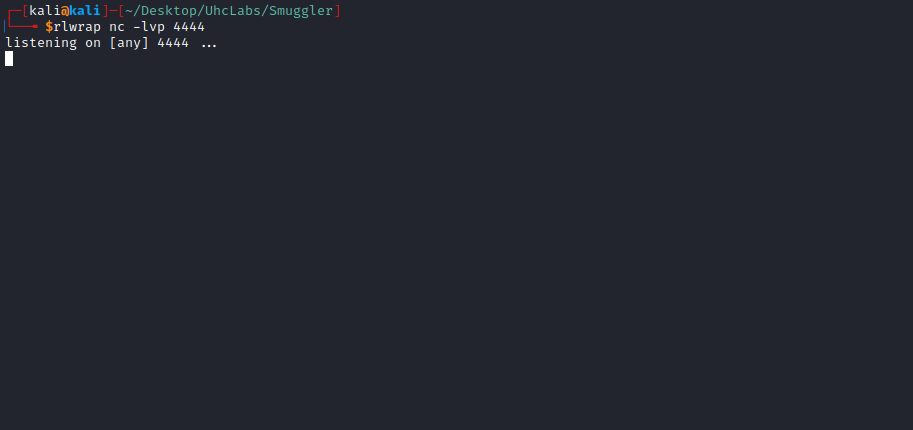 ┌─[kali@kali]─[~/Desktop/UhcLabs/Smuggler]
└──╼ $rlwrap nc -lvp 4444
listening on [any] 4444 ...